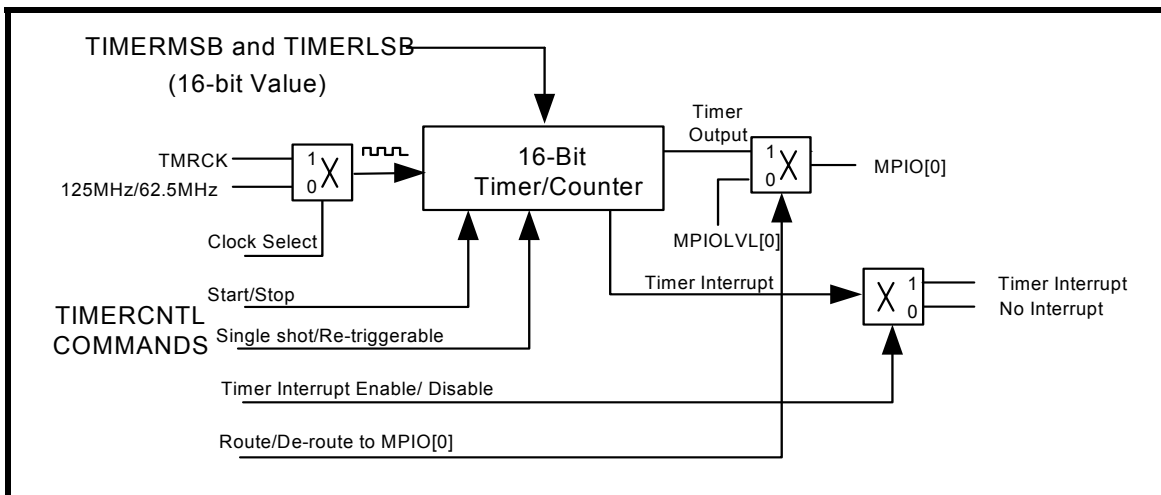 TIMERMSB and TIMERLSB
(16-bit Value)
Timer
Output
TMRCK
125MHz/62.5MHz
1
0
X
16-Bit
Timer/Counter
1
0
X
MPIO[0]
Clock Select
MPIOLVL[0]
Timer Interrupt
X
1
0
Timer Interrupt
No Interrupt
TIMERCNTL
COMMANDS
Start/Stop
Single shot/Re-triggerable
Timer Interrupt Enable/ Disable
Route/De-route to MPIO[0]